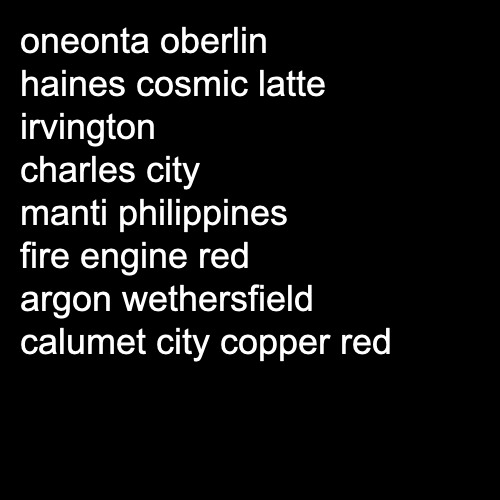 oneonta oberlin
haines cosmic latte
irvington
charles city
manti philippines
fire engine red
argon wethersfield
calumet city copper red